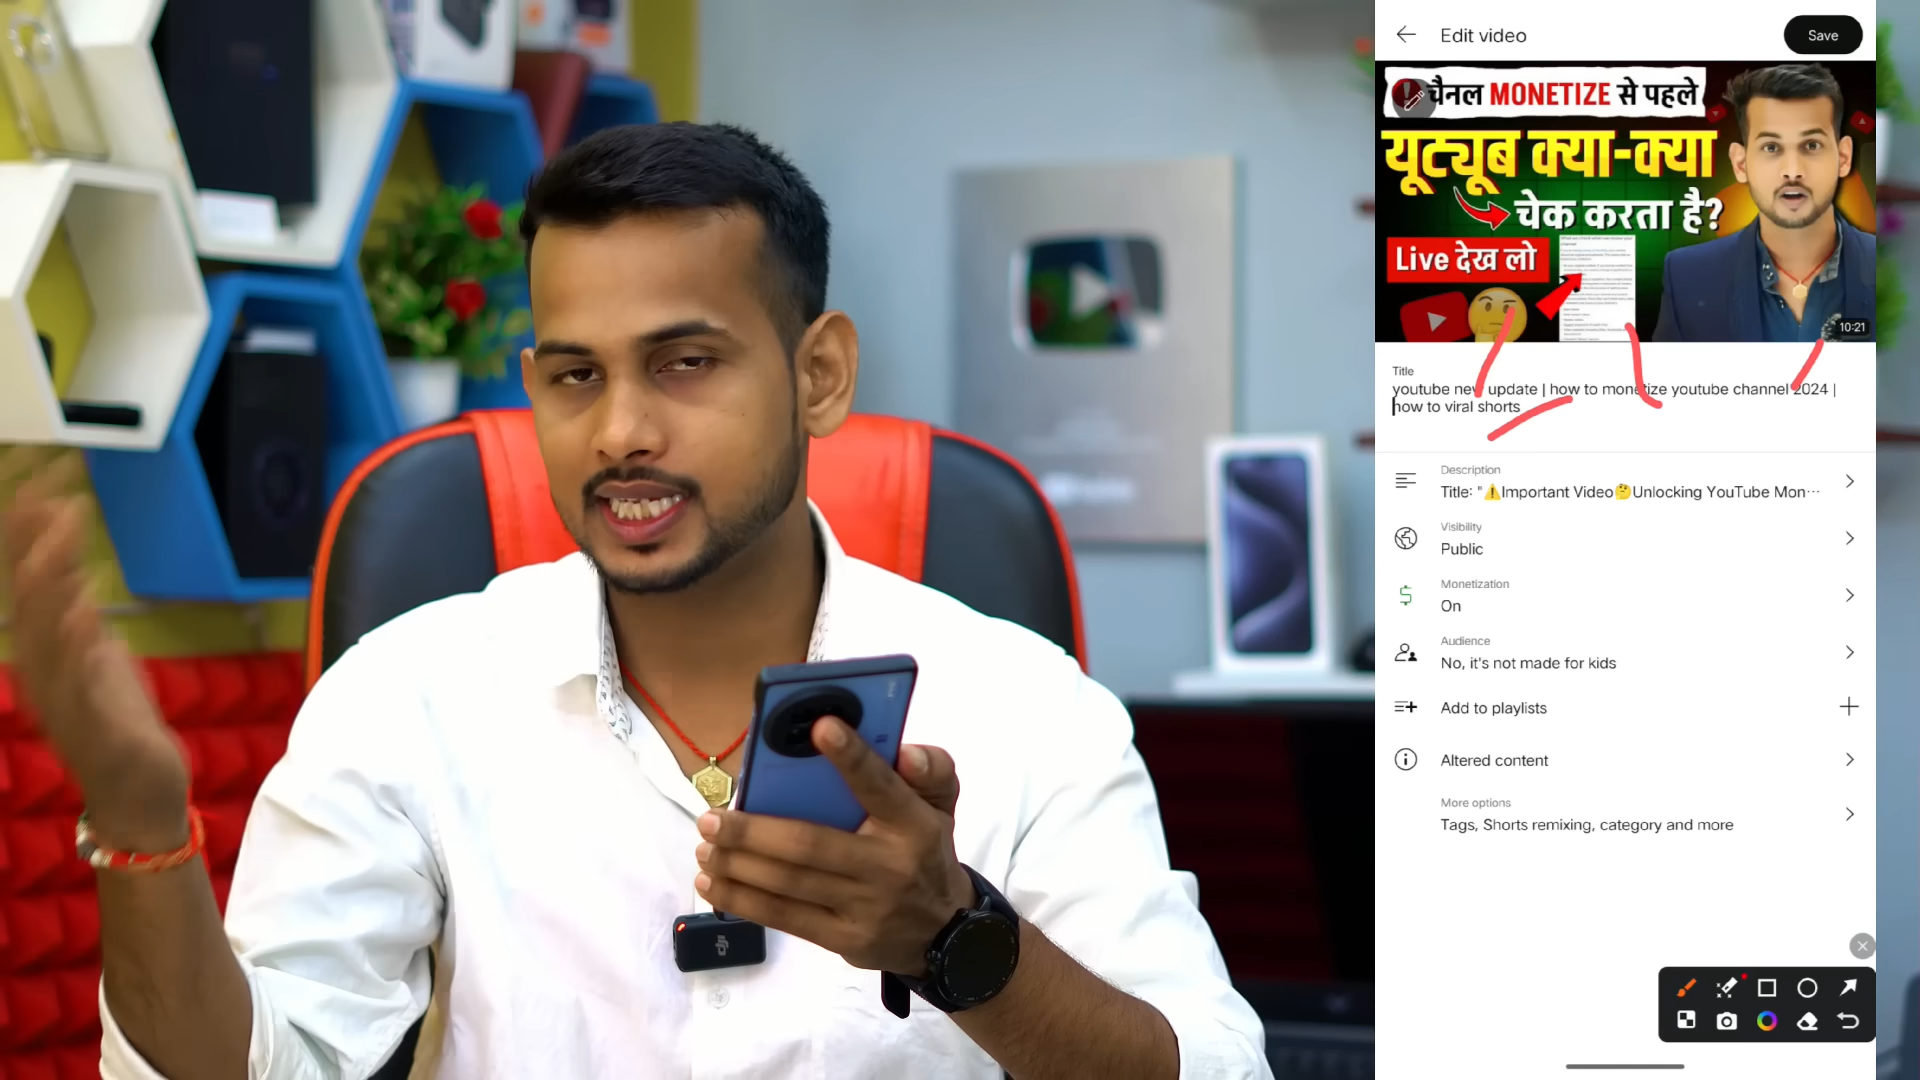 Edit video
Save
चैनल MONETIZE से पहले
यूट्यूब क्या-क्या
चेक करता है?
Live देख लो
10:21
Title
youtube new update | how to monetize youtube channel 2024 |
how to viral shorts
Description
Title: "⚠️Important Video🤔Unlocking YouTube Mon···
Visibility
Public
Monetization
On
Audience
No, it's not made for kids
Add to playlists
Altered content
More options
Tags, Shorts remixing, category and more
dji